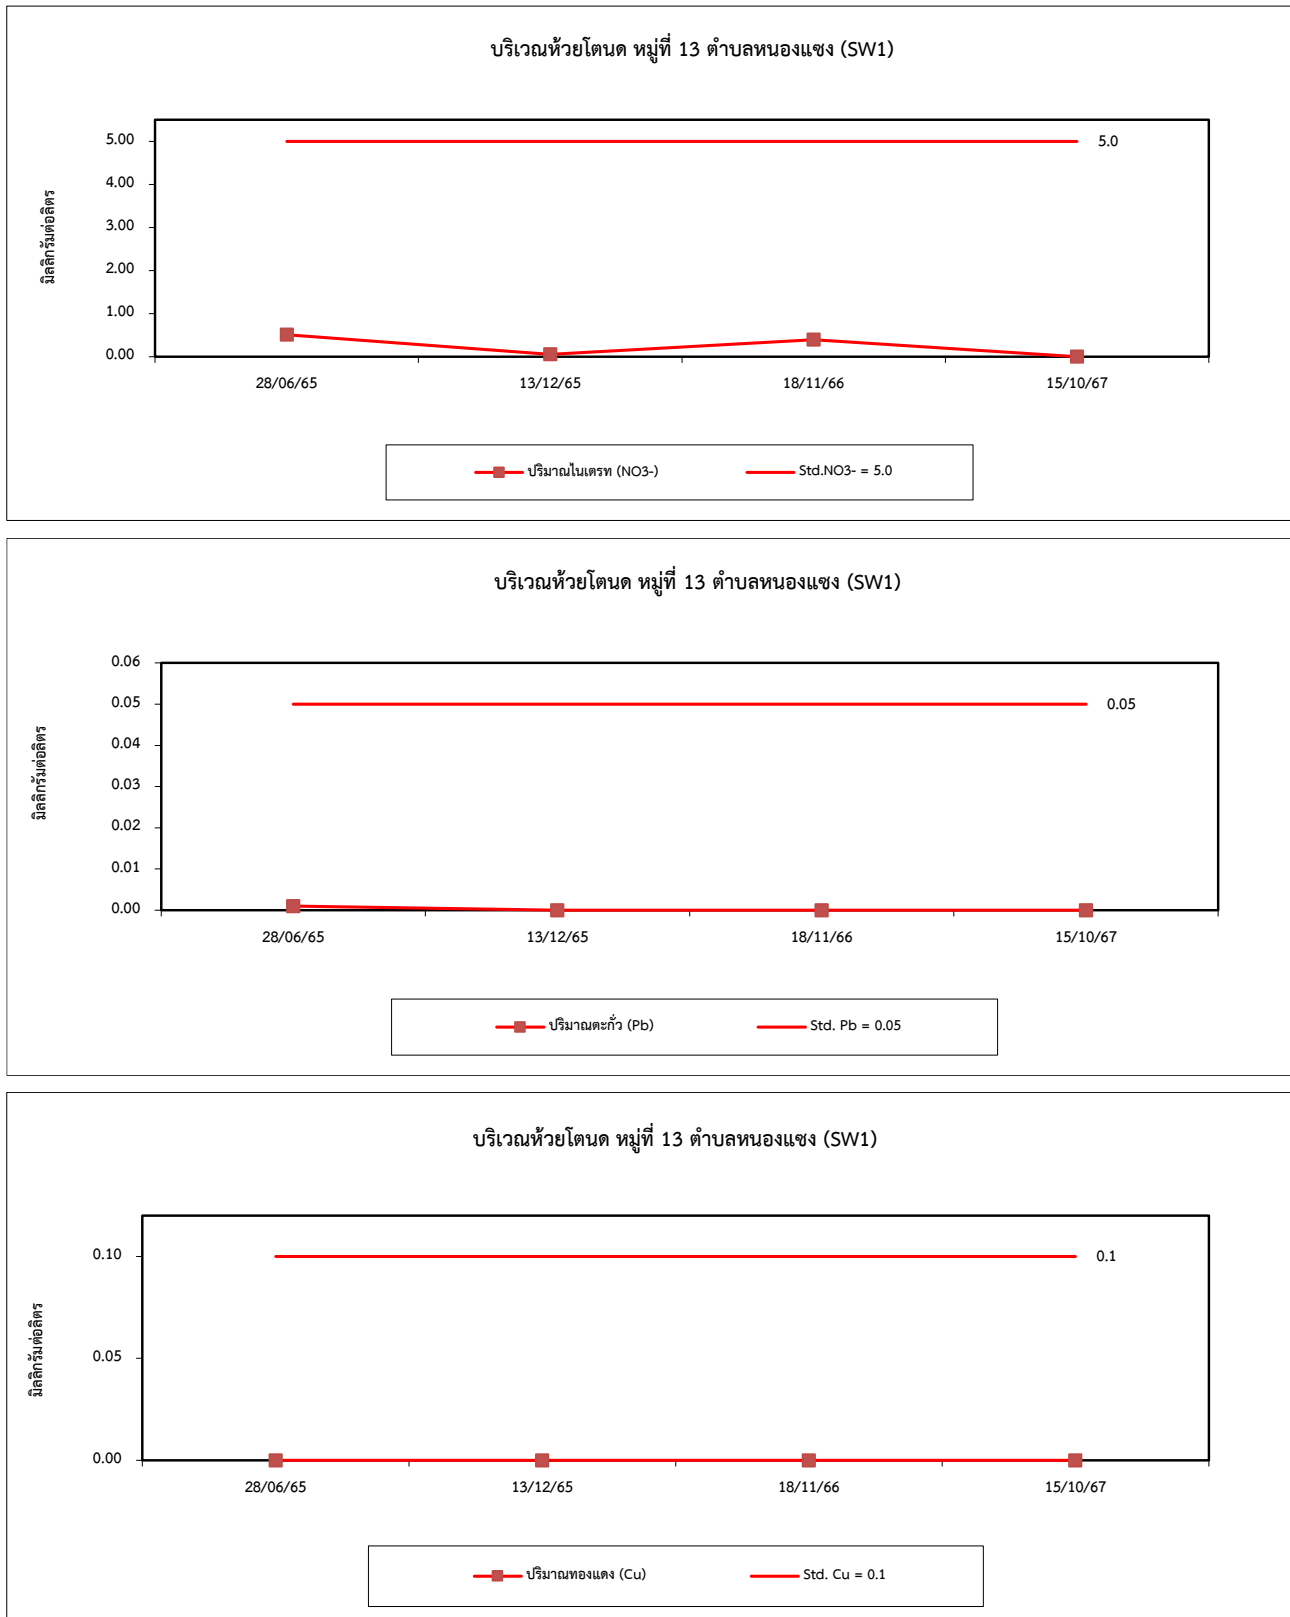 บริเวณห้วยโตนด หมู่ที่ 13 ตำบลหนองแซง (SW1)
มิลลิกรัมต่อลิตร
5.00
4.00
3.00
2.00
1.00
0.00
5.0
28/06/65 13/12/65 18/11/66 15/10/67
ปริมาณไนเตรท (NO3-) Std.NO3- = 5.0
บริเวณห้วยโตนด หมู่ที่ 13 ตำบลหนองแซง (SW1)
มิลลิกรัมต่อลิตร
0.06
0.05
0.04
0.03
0.02
0.01
0.00
0.05
28/06/65 13/12/65 18/11/66 15/10/67
ปริมาณตะกั่ว (Pb) Std. Pb = 0.05
บริเวณห้วยโตนด หมู่ที่ 13 ตำบลหนองแซง (SW1)
มิลลิกรัมต่อลิตร
0.10
0.05
0.00
0.1
28/06/65 13/12/65 18/11/66 15/10/67
ปริมาณทองแดง (Cu) Std. Cu = 0.1